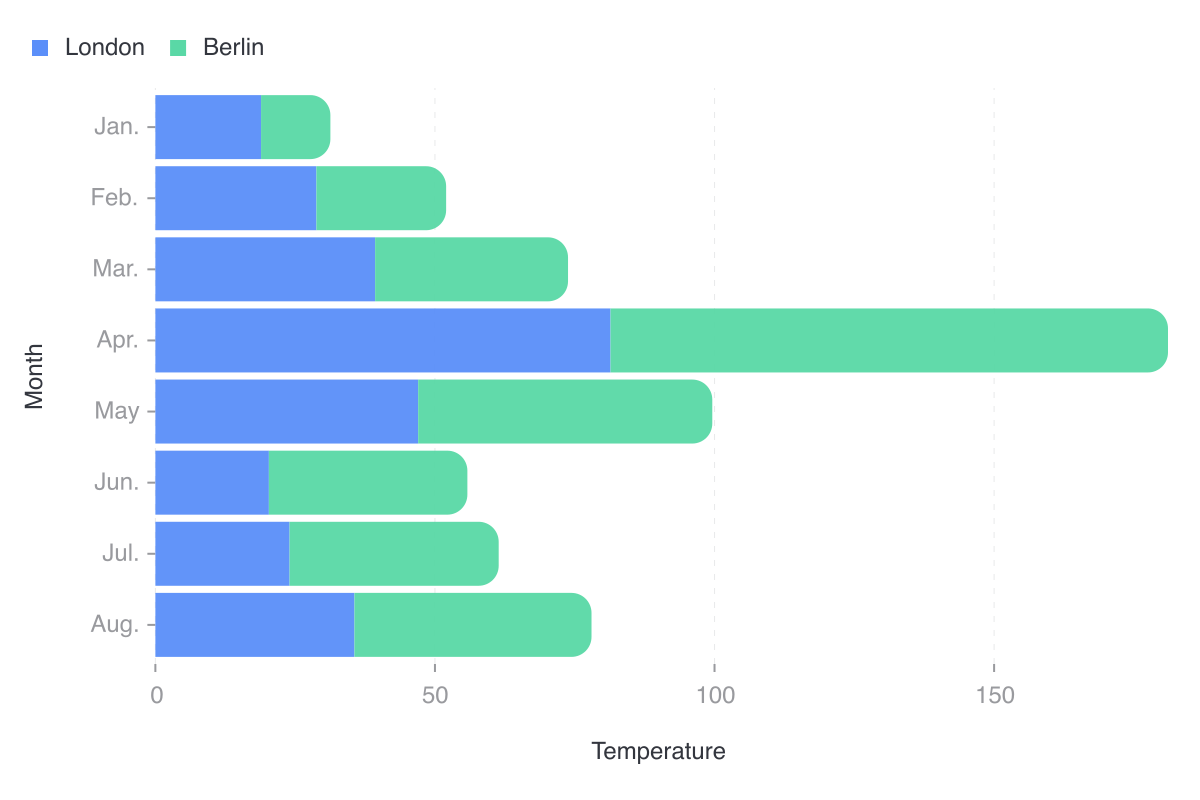 London Berlin
Jan.
Feb.
Mar.
Apr.
May
Jun.
Jul.
Aug.
Month
0 50 100 150
Temperature